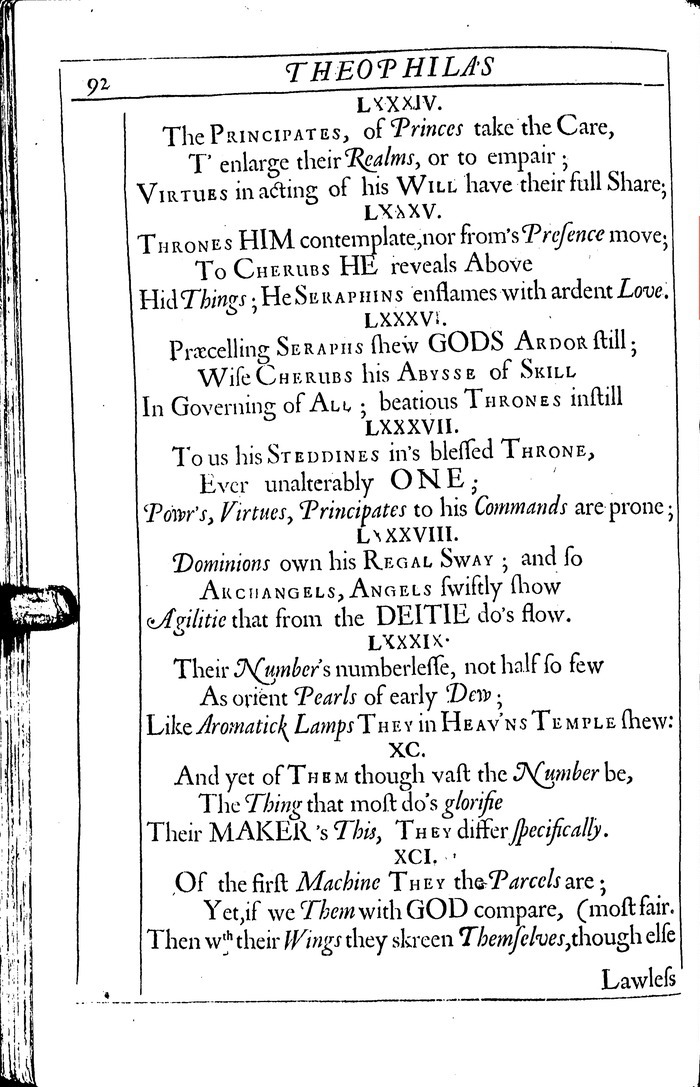 92
THEOPHILA'S
LXXXIV.
The PRINCIPATES, of Princes take the Care,
T' enlarge their Realms, or to empair ;
VIRTUES in acting of his WILL have their full Share;
LXXXV.
THRONES HIM contemplate,nor from's Preſence move;
To CHERUBS HE reveals Above
Hid Things ; He SERAPHINS enflames with ardent Love.
LXXXVI.
Præcelling SERAPHS ſhew GODS ARDOR ſtill ;
Wiſe CHERUBS his ABYSSE of SKILL
In Governing of ALL ; beatious THRONES inſtill
LXXXVII.
To us his STEDDINES in's bleſſed THRONE,
Ever unalterably ONE ;
Powr's, Virtues, Principates to his Commands are prone ;
LXXXVIII.
Dominions own his REGAL SWAY ; and ſo
ARCHANGELS, ANGELS ſwiftly ſhow
Agilitie that from the DEITIE do's flow.
LXXXIX.
Their Number's numberleſſe, not half ſo few
As orient Pearls of early Dew ;
Like Aromatick Lamps THEY in HEAV'NS TEMPLE ſhew:
XC.
And yet of THEM though vaſt the Number be,
The Thing that moſt do's glorifie
Their MAKER 's This, THEY differ ſpecifically.
XCI.
Of the firſt Machine THEY the Parcels are ;
Yet,if we Them with GOD compare, (moſt fair.
Then wth their Wings they skreen Themſelves,though elſe
Lawleſs